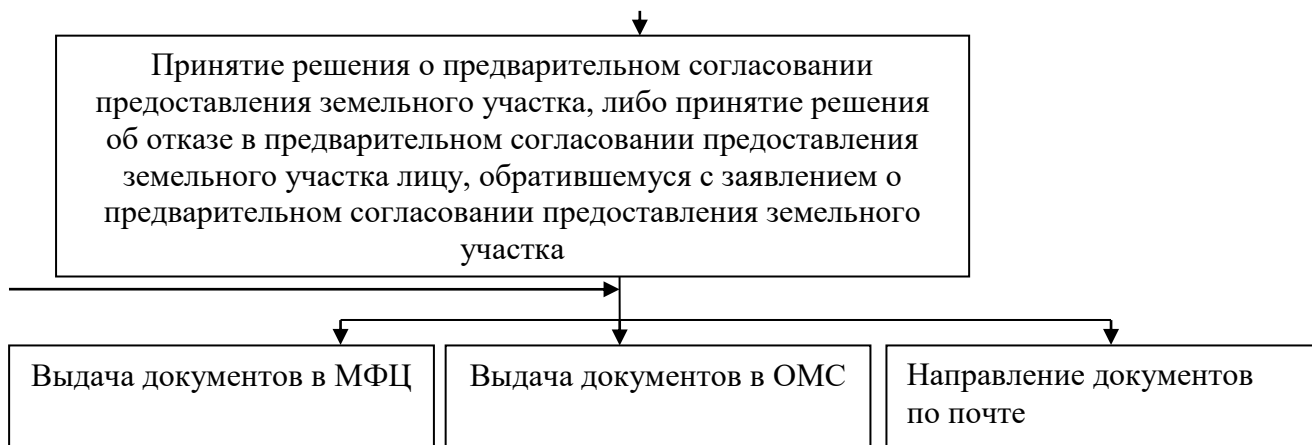 Принятие решения о предварительном согласовании
предоставления земельного участка, либо принятие решения
об отказе в предварительном согласовании предоставления
земельного участка лицу, обратившемуся с заявлением о
предварительном согласовании предоставления земельного
участка
Выдача документов в МФЦ
Выдача документов в ОМС
Направление документов
по почте